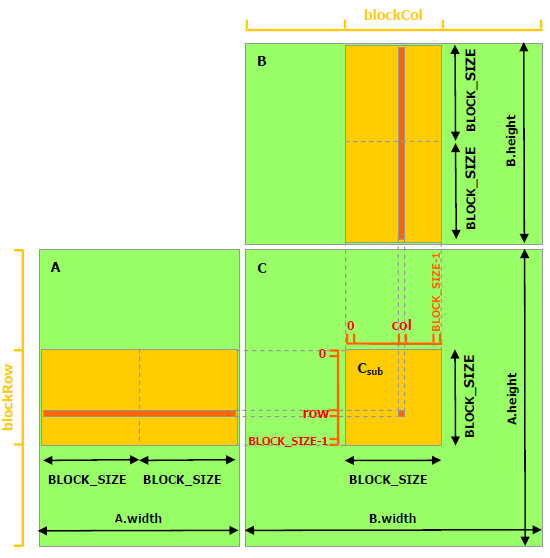 blockCol
B
BLOCK_SIZE
BLOCK_SIZE
B.height
A
C
BLOCK_SIZE-1
0
col
blockRow
0
Csub
row
BLOCK_SIZE-1
BLOCK_SIZE
A.height
BLOCK_SIZE
BLOCK_SIZE
BLOCK_SIZE
A.width
B.width